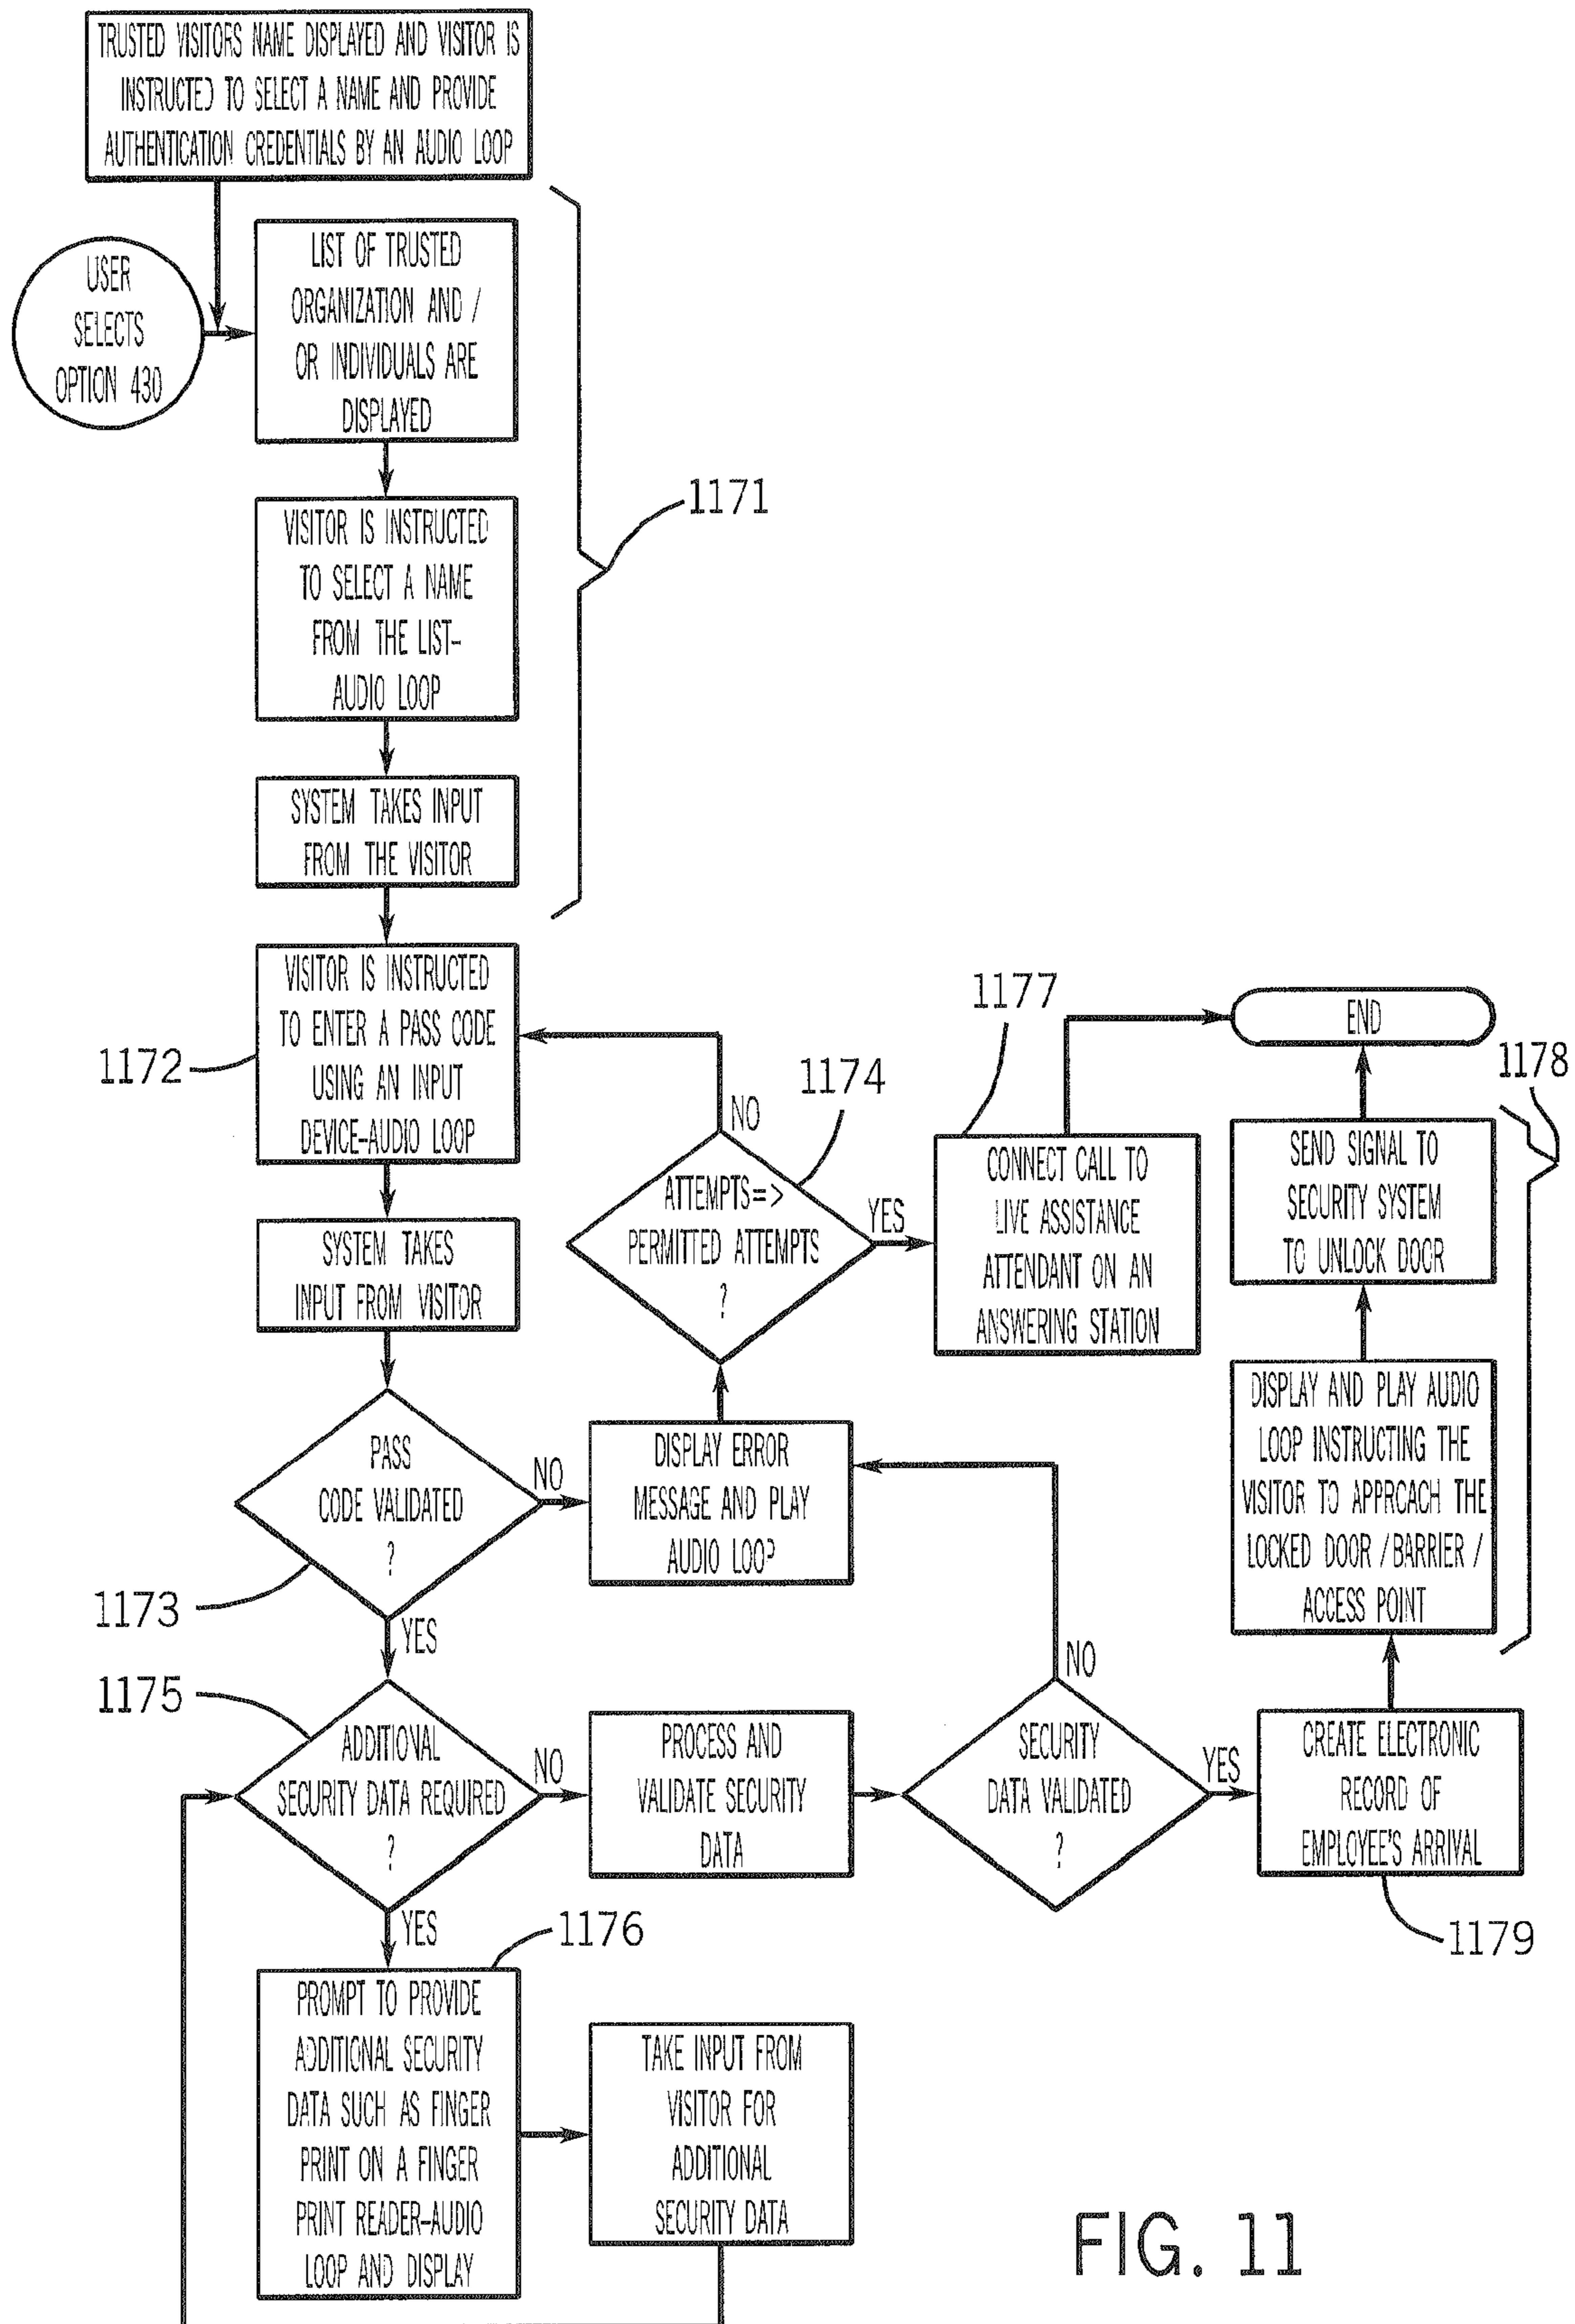 TRUSTED VISITORS NAME DISPLAYED AND VISITOR IS
INSTRUCTED TO SELECT A NAME AND PROVIDE
AUTHENTICATION CREDENTIALS BY AN AUDIO LOOP
USER
SELECTS
OPTION 430
LIST OF TRUSTED
ORGANIZATION AND /
OR INDIVIDUALS ARE
DISPLAYED
1171
VISITOR IS INSTRUCTED
TO SELECT A NAME
FROM THE LIST-
AUDIO LOOP
SYSTEM TAKES INPUT
FROM THE VISITOR
1172
VISITOR IS INSTRUCTED
TO ENTER A PASS CODE
USING AN INPUT
DEVICE-AUDIO LOOP
SYSTEM TAKES
INPUT FROM VISITOR
1173
PASS
CODE VALIDATED
?
NO
YES
DISPLAY ERROR
MESSAGE AND PLAY
AUDIO LOOP
1174
ATTEMPTS=>
PERMITTED ATTEMPTS
?
NO
YES
1177
CONNECT CALL TO
LIVE ASSISTANCE
ATTENDANT ON AN
ANSWERING STATION
END
1178
SEND SIGNAL TO
SECURITY SYSTEM
TO UNLOCK DOOR
DISPLAY AND PLAY AUDIO
LOOP INSTRUCTING THE
VISITOR TO APPROACH THE
LOCKED DOOR / BARRIER /
ACCESS POINT
1175
ADDITIONAL
SECURITY DATA REQUIRED
?
NO
YES
PROCESS AND
VALIDATE SECURITY
DATA
SECURITY
DATA VALIDATED
?
NO
YES
CREATE ELECTRONIC
RECORD OF
EMPLOYEE'S ARRIVAL
1179
1176
PROMPT TO PROVIDE
ADDITIONAL SECURITY
DATA SUCH AS FINGER
PRINT ON A FINGER
PRINT READER-AUDIO
LOOP AND DISPLAY
TAKE INPUT FROM
VISITOR FOR
ADDITIONAL
SECURITY DATA
FIG. 11